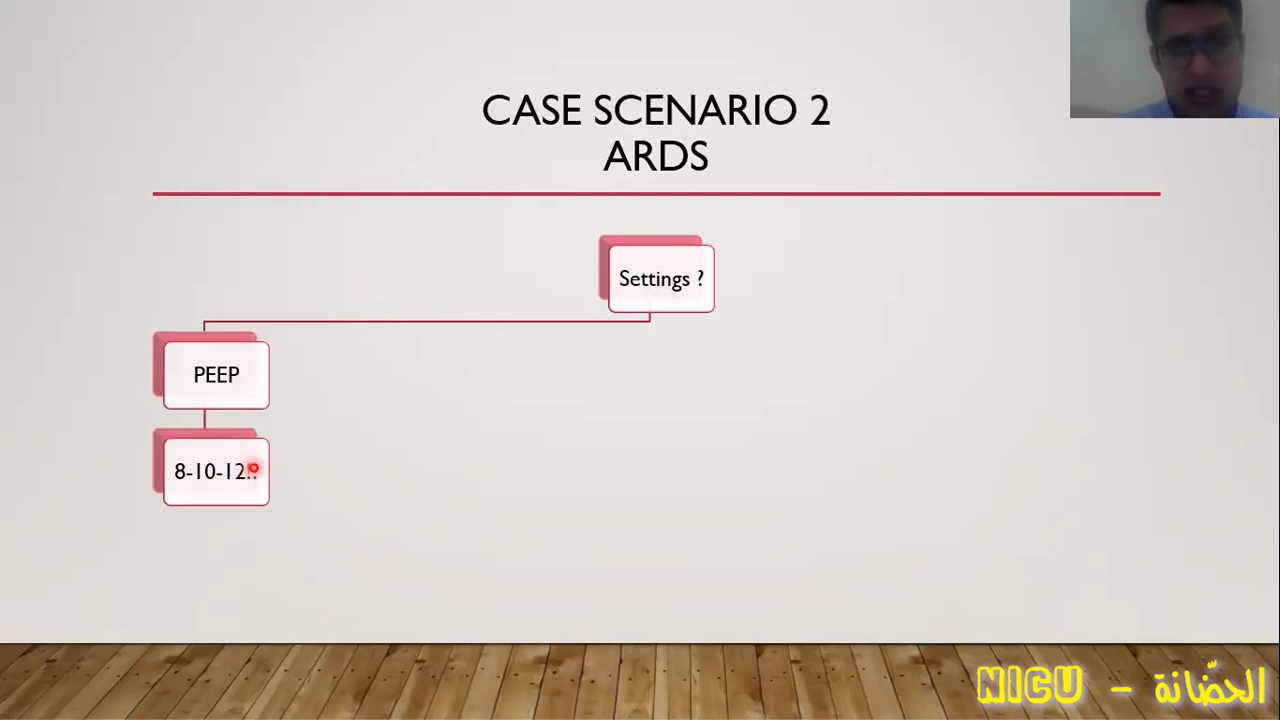 CASE SCENARIO 2
ARDS
Settings ?
PEEP
8-10-12..
NICU - الحضّانة